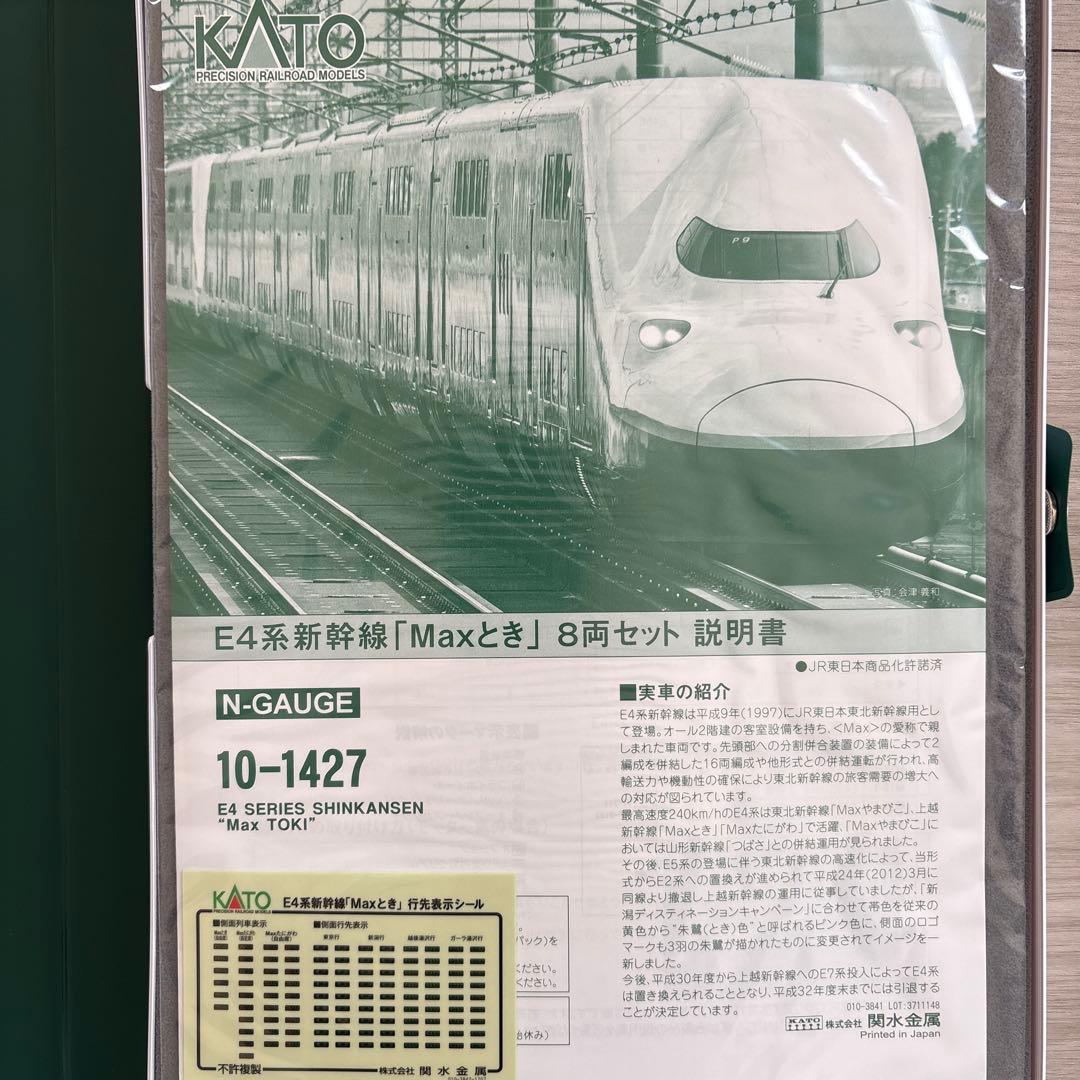 KATO
PRECISION RAILROAD MODELS
P9
写真:会津 義和
E4系新幹線「Maxとき」 8両セット 説明書
●JR東日本商品化許諾済
N-GAUGE
10-1427
E4 SERIES SHINKANSEN
“Max TOKI”
■実車の紹介
E4系新幹線は平成9年(1997)にJR東日本東北新幹線用とし
て登場。オール2階建の客室設備を持ち、<Max>の愛称で親
しまれた車両です。先頭部への分割併合装置の装備によって2
編成を併結した16両編成や他形式との併結運転が行われ、高
輸送力や機動性の確保により東北新幹線の旅客需要の増大へ
の対応が図られています。
最高速度240km/hのE4系は東北新幹線「Maxやまびこ、上越
新幹線「Maxとき」「Maxたにがわ」で活躍、「Maxやまびこ」に
おいては山形新幹線「つばさ」との併結運用が見られました。
その後、E5系の登場に伴う東北新幹線の高速化によって、当形
式からE2系への置換えが進められて平成24年(2012)3月に
同線より撤退し上越新幹線の運用に従事していましたが、「新
潟ディスティネーションキャンペーン」に合わせて帯色を従来の
黄色から“朱鷺(とき)色”と呼ばれるピンク色に、側面のロゴ
マークも3羽の朱鷺が描かれたものに変更されてイメージを一
新しました。
今後、平成30年度から上越新幹線へのE7系投入によってE4系
は置き換えられることとなり、平成32年度末までには引退する
ことが決定しています。
010-3841 LOT:3711148
KATO 株式会社 関水金属
Printed in Japan
パック)を
ください。
ください。
始休み)
KATO
PRECISION RAILROAD MODELS
E4系新幹線「Maxとき」行先表示シール
■側面列車表示
■側面行先表示
Maxとき
(自由席)
Maxたにがわ
(指定席)
Maxたにがわ
(自由席)
東京行
新潟行
越後湯沢行
ガーラ湯沢行
不許複製
株式会社 関水金属